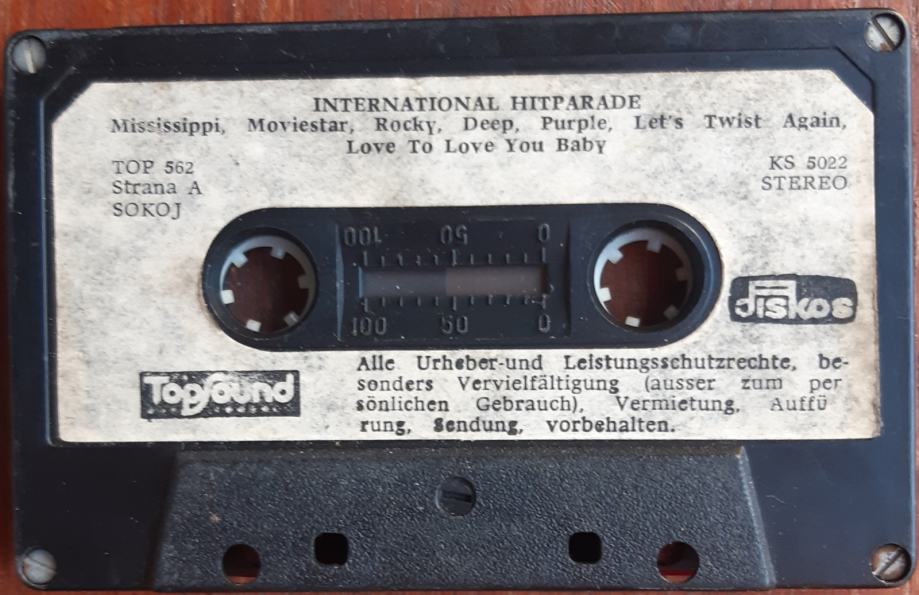 INTERNATIONAL HITPARADE
Mississippi, Moviestar, Rocky, Deep, Purple, Let's Twist Again,
Love To Love You Baby
TOP 562
Strana A
SOKOJ
KS 5022
STEREO
100 50 0
100 50 0
diskos
TopSound
Alle Urheber-und Leistungsschutzrechte, be-
sonders Vervielfältigung (ausser zum per
sönlichen Gebrauch), Vermietung, Auffü
rung, Sendung, vorbehalten.